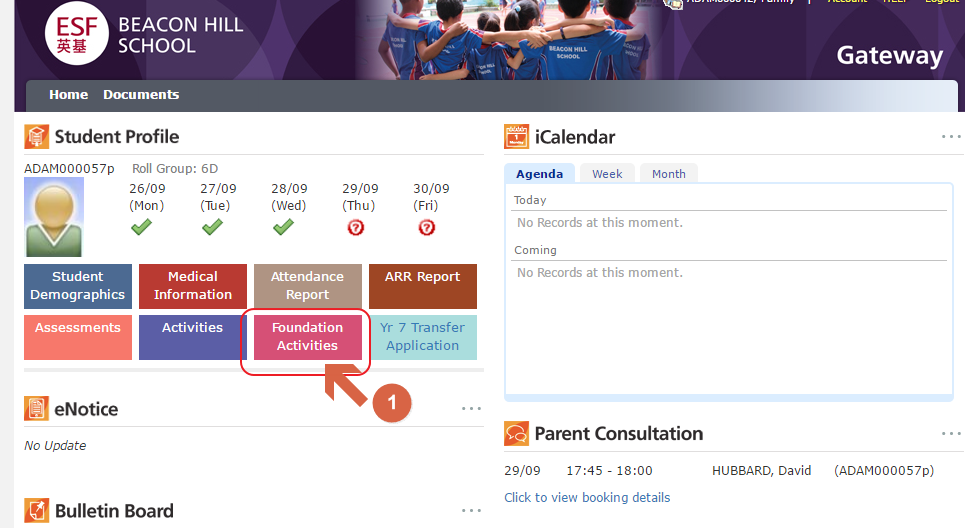 ADAM000042, Family | Account HELP Logout
ESF
英基
BEACON HILL
SCHOOL
BEACON HILL
SCHOOL
Gateway
Home Documents
Student Profile
ADAM000057p Roll Group: 6D
26/09 27/09 28/09 29/09 30/09
(Mon) (Tue) (Wed) (Thu) (Fri)
Student
Demographics
Medical
Information
Attendance
Report
ARR Report
Assessments
Activities
Foundation
Activities
Yr 7 Transfer
Application
1
eNotice
No Update
Bulletin Board
iCalendar
Agenda Week Month
Today
No Records at this moment.
Coming
No Records at this moment.
Parent Consultation
29/09 17:45 - 18:00 HUBBARD, David (ADAM000057p)
Click to view booking details